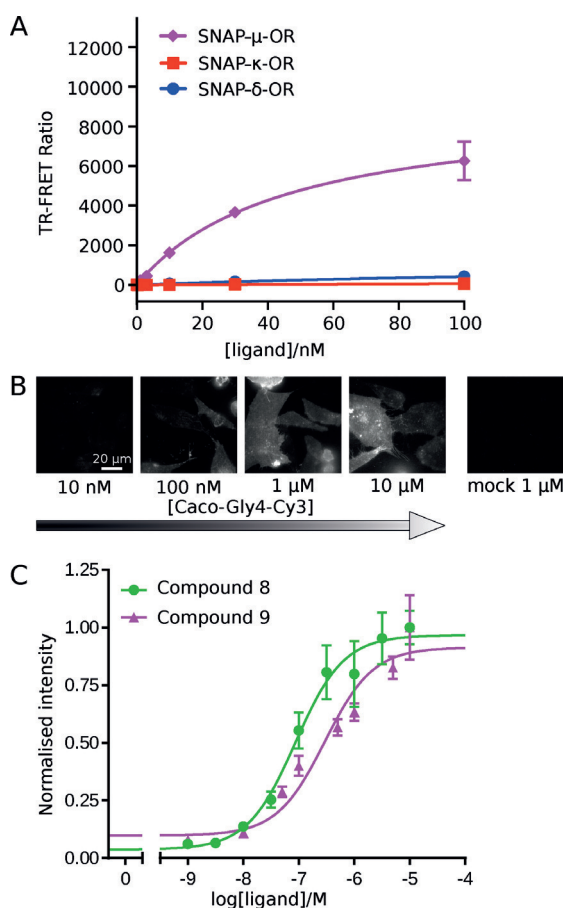 A
SNAP-μ-OR
SNAP-κ-OR
SNAP-δ-OR
12000
10000
8000
6000
4000
2000
0
TR-FRET Ratio
0 20 40 60 80 100
[ligand]/nM
B
20 μm
10 nM 100 nM 1 μM 10 μM mock 1 μM
[Caco-Gly4-Cy3]
C
Compound 8
Compound 9
1.25
1.00
0.75
0.50
0.25
0.00
Normalised intensity
0 -9 -8 -7 -6 -5 -4
log[ligand]/M